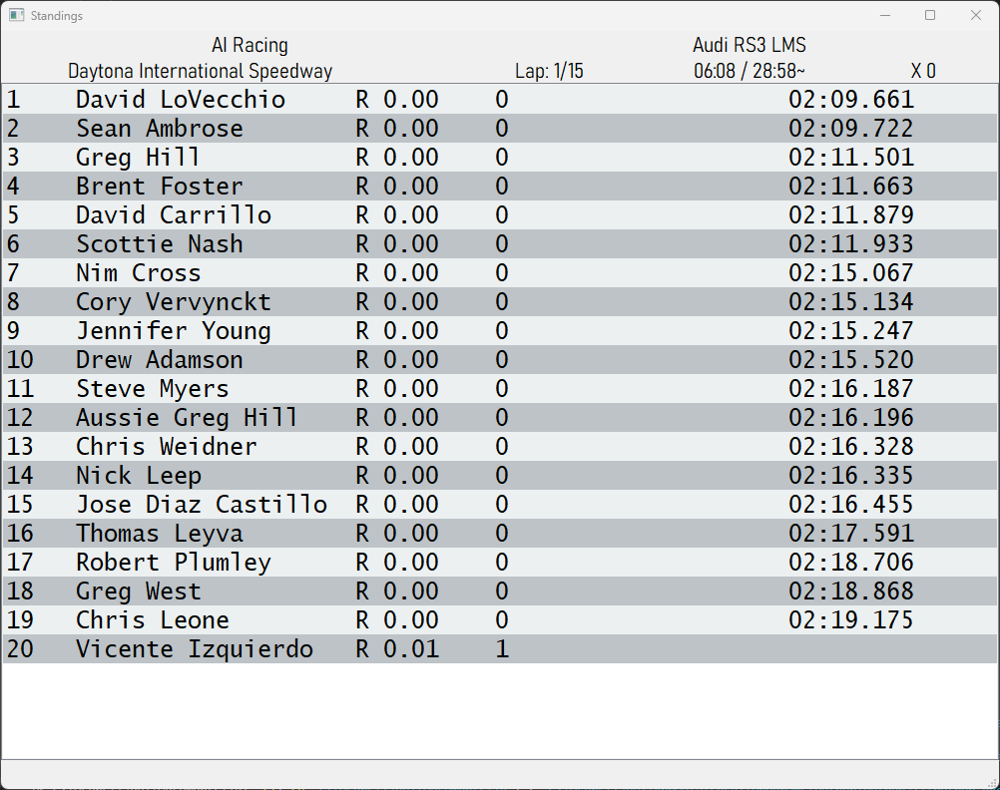 Standings
AI Racing Audi RS3 LMS
Daytona International Speedway Lap: 1/15 06:08 / 28:58~ X 0
1 David LoVecchio R 0.00 0 02:09.661
2 Sean Ambrose R 0.00 0 02:09.722
3 Greg Hill R 0.00 0 02:11.501
4 Brent Foster R 0.00 0 02:11.663
5 David Carrillo R 0.00 0 02:11.879
6 Scottie Nash R 0.00 0 02:11.933
7 Nim Cross R 0.00 0 02:15.067
8 Cory Vervynckt R 0.00 0 02:15.134
9 Jennifer Young R 0.00 0 02:15.247
10 Drew Adamson R 0.00 0 02:15.520
11 Steve Myers R 0.00 0 02:16.187
12 Aussie Greg Hill R 0.00 0 02:16.196
13 Chris Weidner R 0.00 0 02:16.328
14 Nick Leep R 0.00 0 02:16.335
15 Jose Diaz Castillo R 0.00 0 02:16.455
16 Thomas Leyva R 0.00 0 02:17.591
17 Robert Plumley R 0.00 0 02:18.706
18 Greg West R 0.00 0 02:18.868
19 Chris Leone R 0.00 0 02:19.175
20 Vicente Izquierdo R 0.01 1